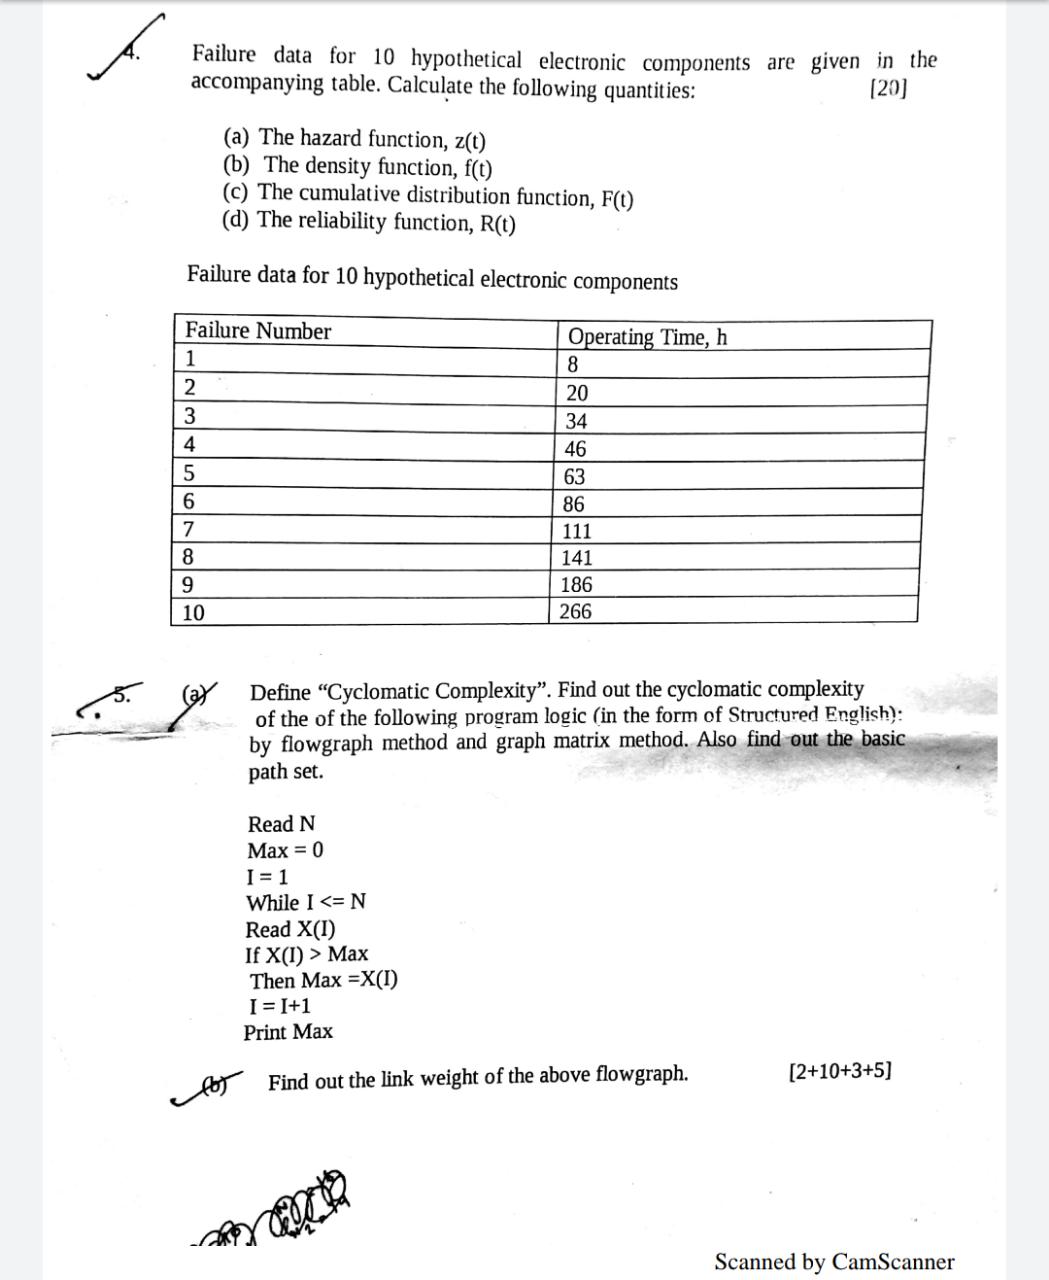 4. Failure data for 10 hypothetical electronic components are given in the
accompanying table. Calculate the following quantities: [20]
(a) The hazard function, z(t)
(b) The density function, f(t)
(c) The cumulative distribution function, F(t)
(d) The reliability function, R(t)
Failure data for 10 hypothetical electronic components
Failure Number Operating Time, h
1 8
2 20
3 34
4 46
5 63
6 86
7 111
8 141
9 186
10 266
5. (a) Define “Cyclomatic Complexity”. Find out the cyclomatic complexity
of the of the following program logic (in the form of Structured English):
by flowgraph method and graph matrix method. Also find out the basic
path set.
Read N
Max = 0
I = 1
While I <= N
Read X(I)
If X(I) > Max
Then Max =X(I)
I = I+1
Print Max
(b) Find out the link weight of the above flowgraph. [2+10+3+5]
Scanned by CamScanner